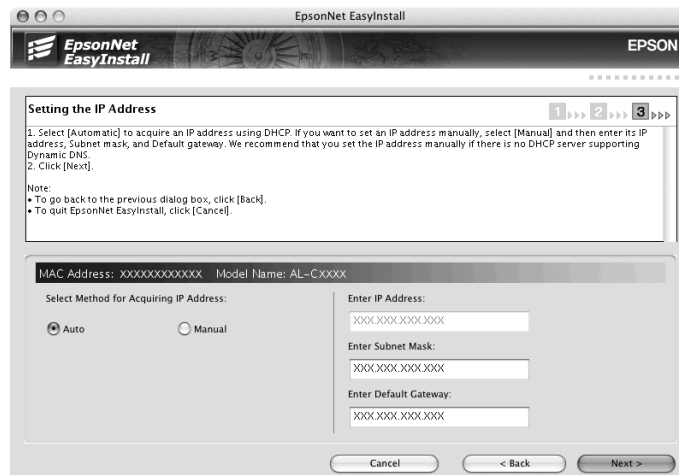 EpsonNet EasyInstall
EpsonNet
EasyInstall
EPSON
Setting the IP Address
1 2 3
1. Select [Automatic] to acquire an IP address using DHCP. If you want to set an IP address manually, select [Manual] and then enter its IP
address, Subnet mask, and Default gateway. We recommend that you set the IP address manually if there is no DHCP server supporting
Dynamic DNS.
2. Click [Next].
Note:
• To go back to the previous dialog box, click [Back].
• To quit EpsonNet EasyInstall, click [Cancel].
MAC Address: XXXXXXXXXXXX Model Name: AL-CXXXX
Select Method for Acquiring IP Address:
Auto
Manual
Enter IP Address:
XXX.XXX.XXX.XXX
Enter Subnet Mask:
XXX.XXX.XXX.XXX
Enter Default Gateway:
XXX.XXX.XXX.XXX
Cancel
< Back
Next >